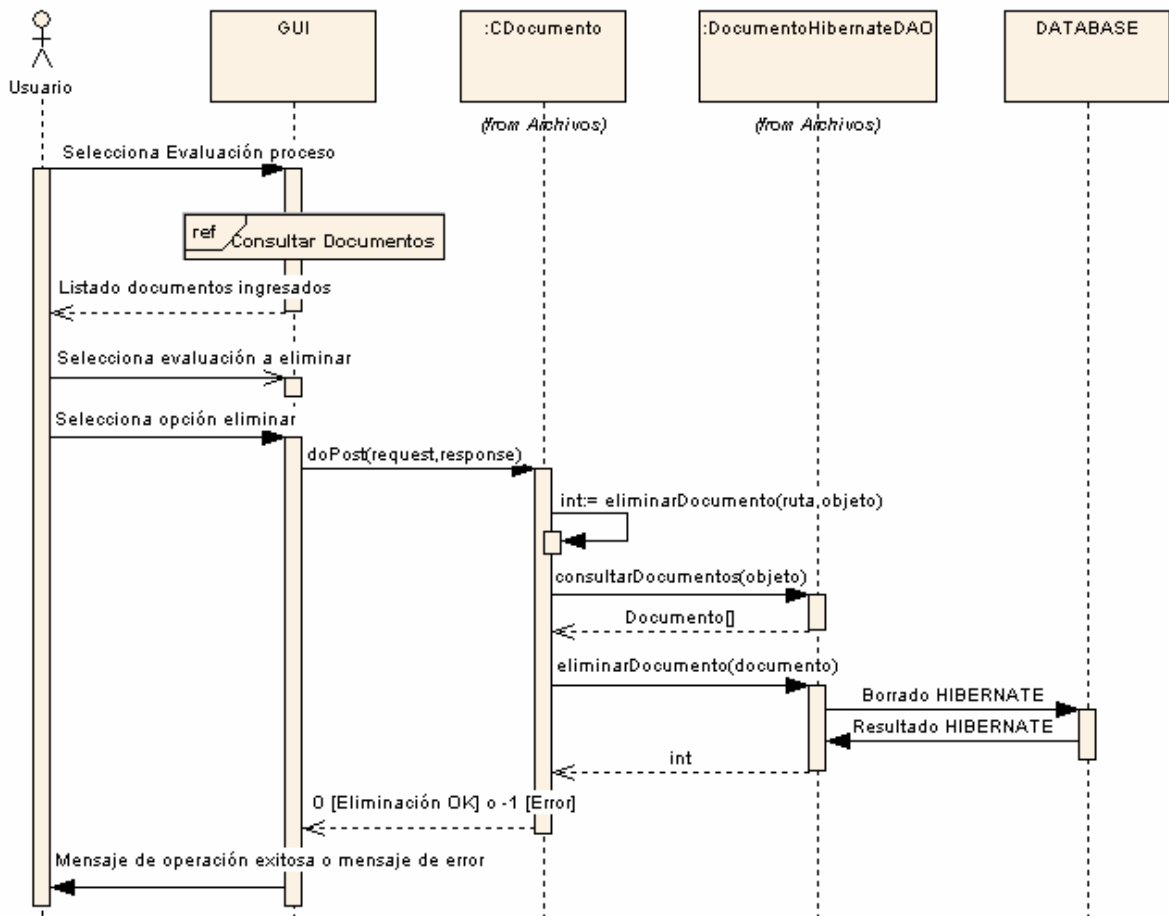 GUI
:CDocumento
:DocumentoHibernateDAO
DATABASE
Usuario
(from Archivos)
(from Archivos)
Selecciona Evaluación proceso
ref
Consultar Documentos
Listado documentos ingresados
Selecciona evaluación a eliminar
Selecciona opción eliminar
doPost(request,response)
int:= eliminarDocumento(ruta,objeto)
consultarDocumentos(objeto)
Documento[]
eliminarDocumento(documento)
Borrado HIBERNATE
Resultado HIBERNATE
int
0 [Eliminación OK] o -1 [Error]
Mensaje de operación exitosa o mensaje de error